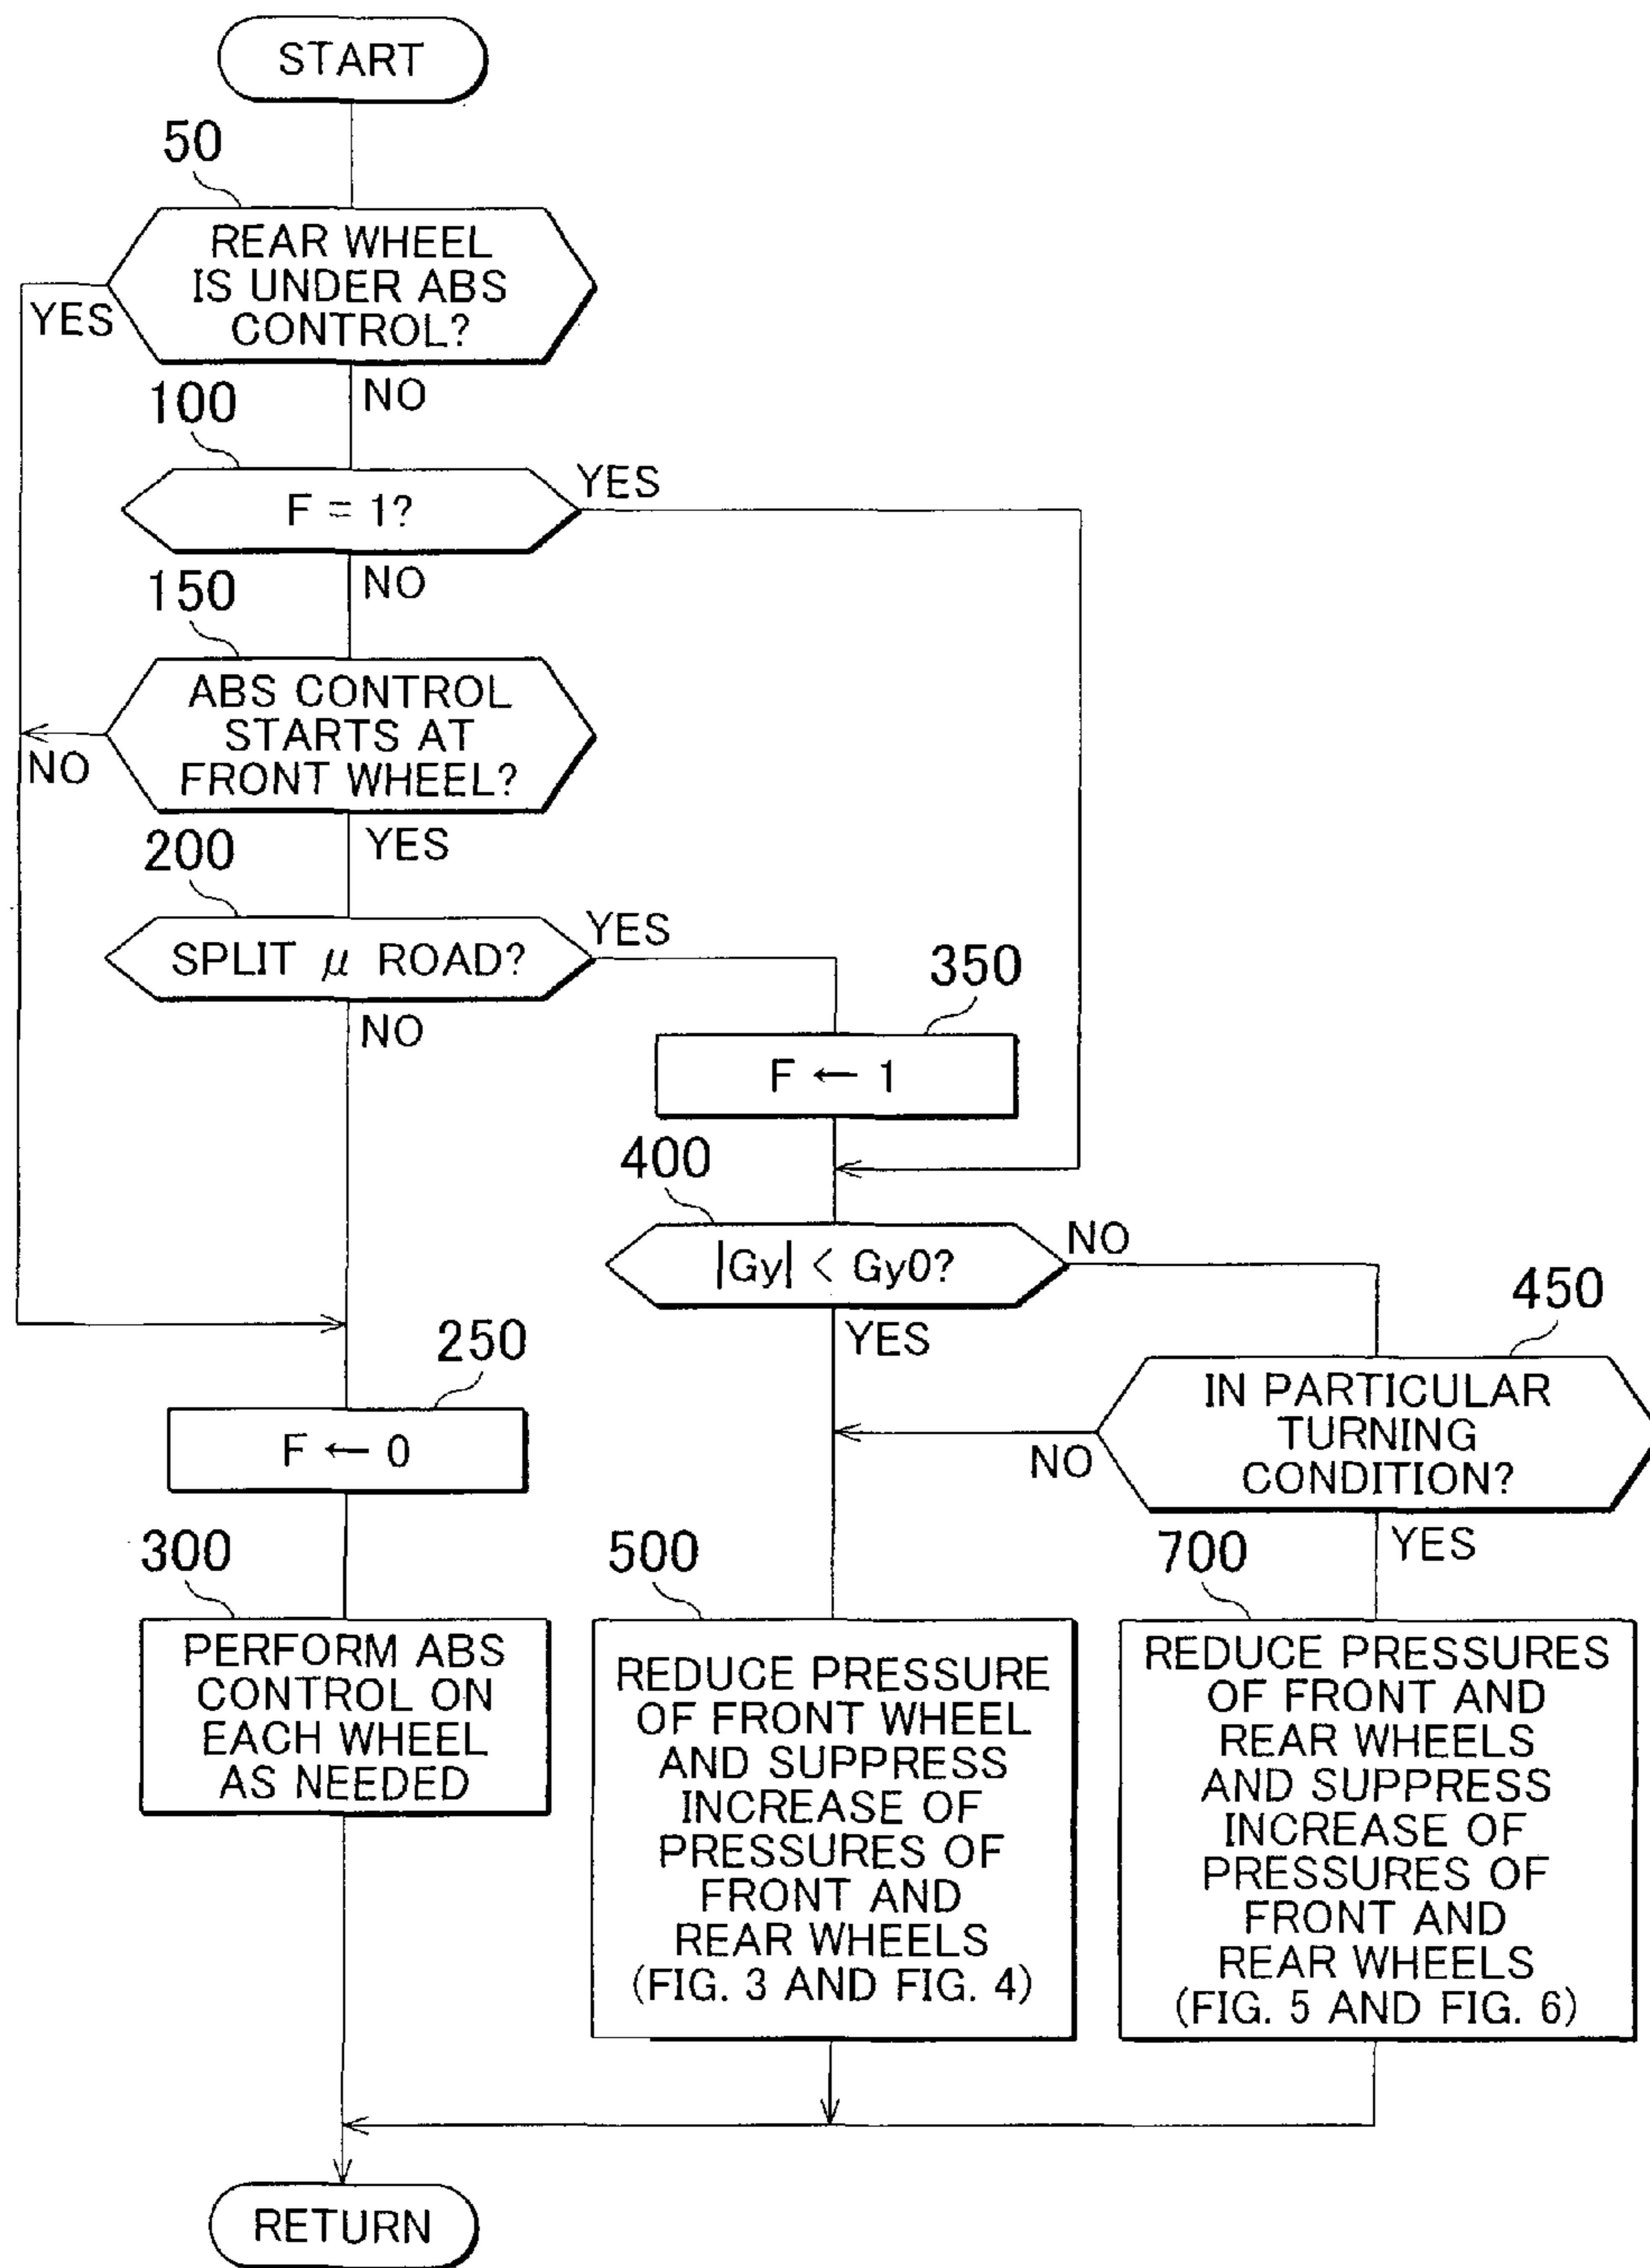 START
50
REAR WHEEL
IS UNDER ABS
CONTROL?
YES
NO
100
F = 1?
YES
NO
150
ABS CONTROL
STARTS AT
FRONT WHEEL?
NO
YES
200
SPLIT μ ROAD?
YES
NO
350
F ← 1
400
|Gy| < Gy0?
NO
YES
450
IN PARTICULAR
TURNING
CONDITION?
NO
YES
250
F ← 0
300
PERFORM ABS
CONTROL ON
EACH WHEEL
AS NEEDED
500
REDUCE PRESSURE
OF FRONT WHEEL
AND SUPPRESS
INCREASE OF
PRESSURES OF
FRONT AND
REAR WHEELS
(FIG. 3 AND FIG. 4)
700
REDUCE PRESSURES
OF FRONT AND
REAR WHEELS
AND SUPPRESS
INCREASE OF
PRESSURES OF
FRONT AND
REAR WHEELS
(FIG. 5 AND FIG. 6)
RETURN